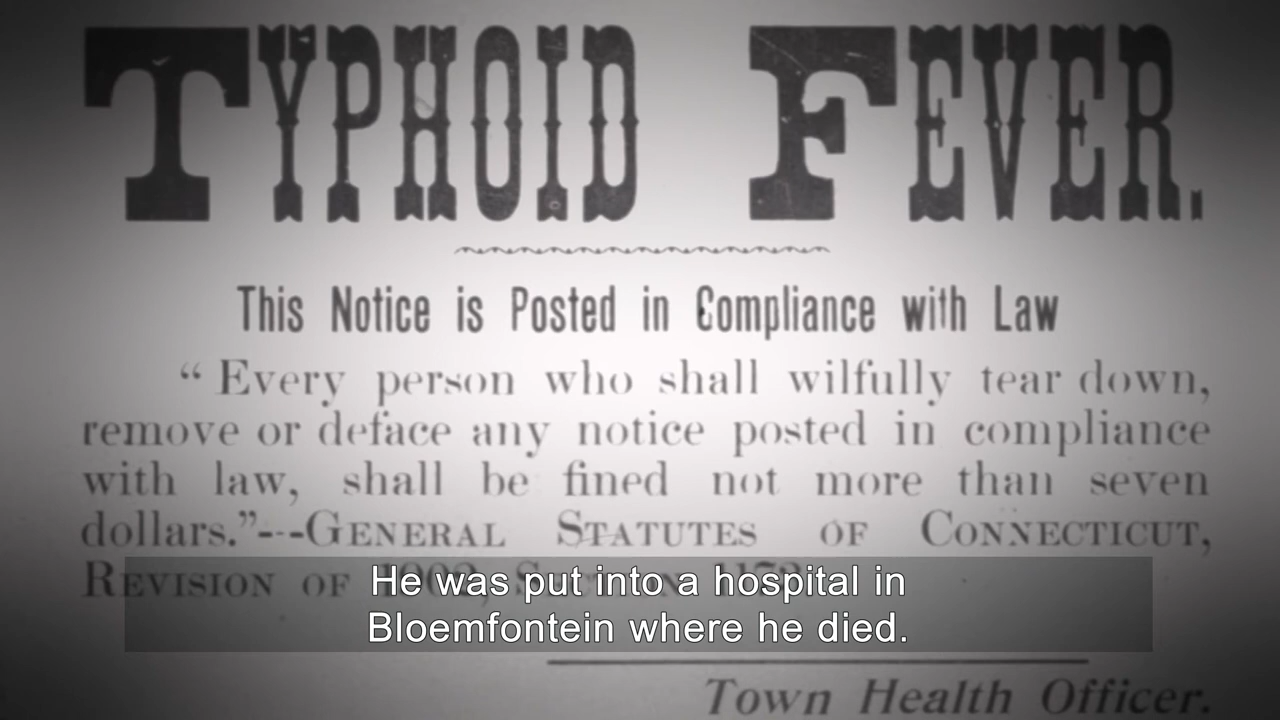 TYPHOID FEVER.
This Notice is Posted in Compliance with Law
“ Every person who shall wilfully tear down,
remove or deface any notice posted in compliance
with law, shall be fined not more than seven
dollars.”---GENERAL STATUTES OF CONNECTICUT,
REVISION OF 1902,
He was put into a hospital in
Bloemfontein where he died.
Town Health Officer.